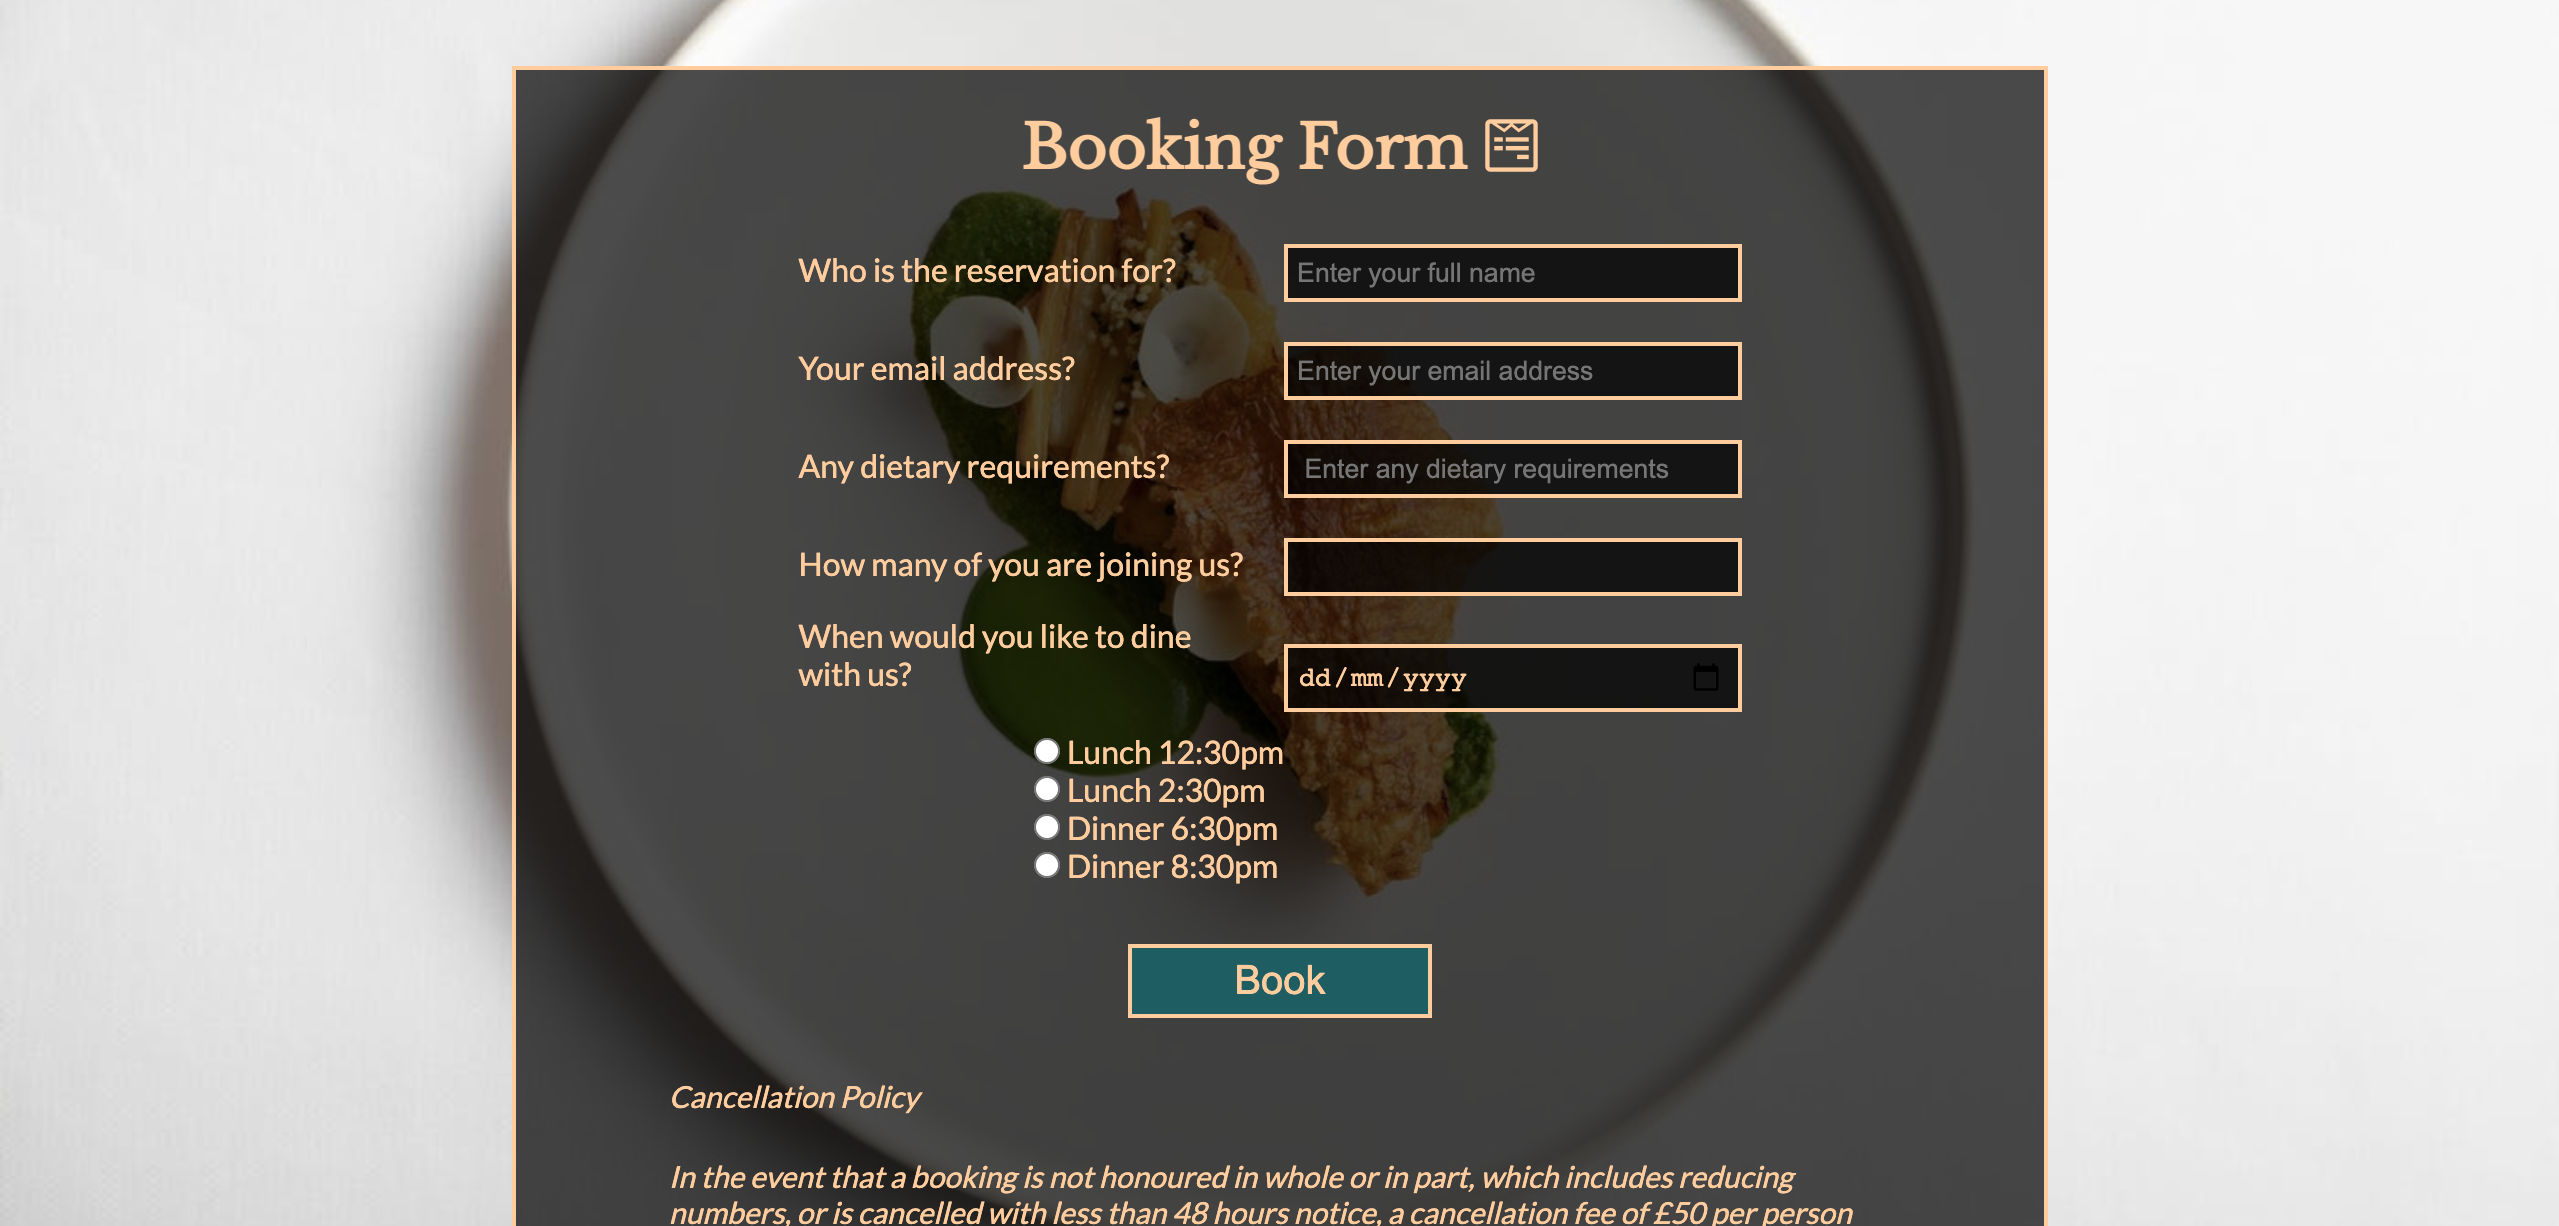 Booking Form
Who is the reservation for?
Enter your full name
Your email address?
Enter your email address
Any dietary requirements?
Enter any dietary requirements
How many of you are joining us?
When would you like to dine
with us?
dd/mm/yyyy
Lunch 12:30pm
Lunch 2:30pm
Dinner 6:30pm
Dinner 8:30pm
Book
Cancellation Policy
In the event that a booking is not honoured in whole or in part, which includes reducing
numbers, or is cancelled with less than 48 hours notice, a cancellation fee of £50 per person